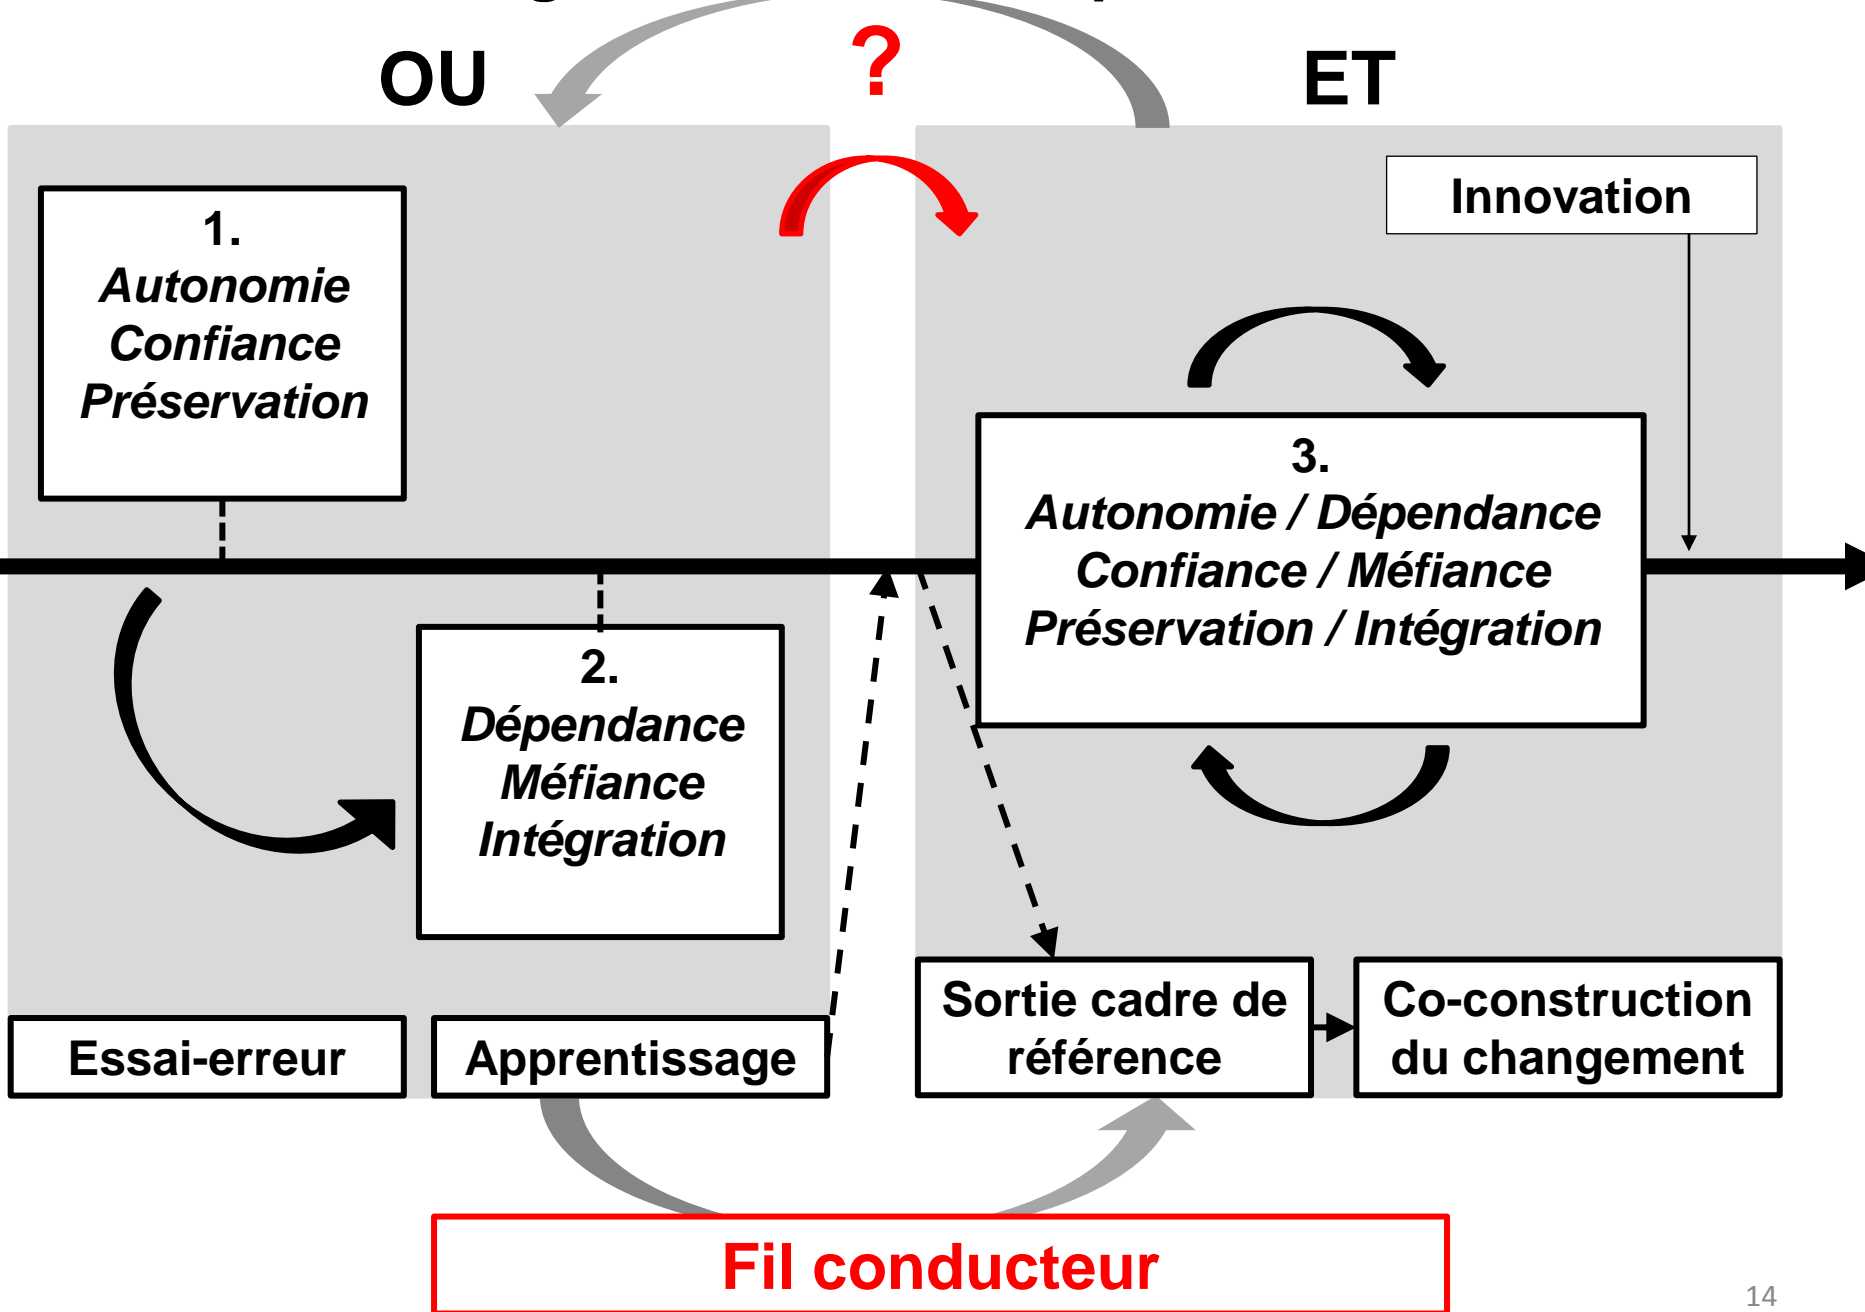 OU
?
ET
Innovation
1.
Autonomie
Confiance
Préservation
3.
Autonomie / Dépendance
Confiance / Méfiance
Préservation / Intégration
2.
Dépendance
Méfiance
Intégration
Essai-erreur
Apprentissage
Sortie cadre de
référence
Co-construction
du changement
Fil conducteur
14